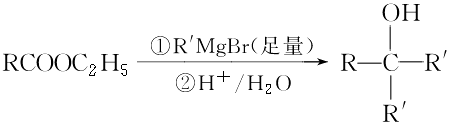 OH
RCOOC₂H₅ ①R′MgBr(足量) R—C—R′
②H⁺/H₂O
R′